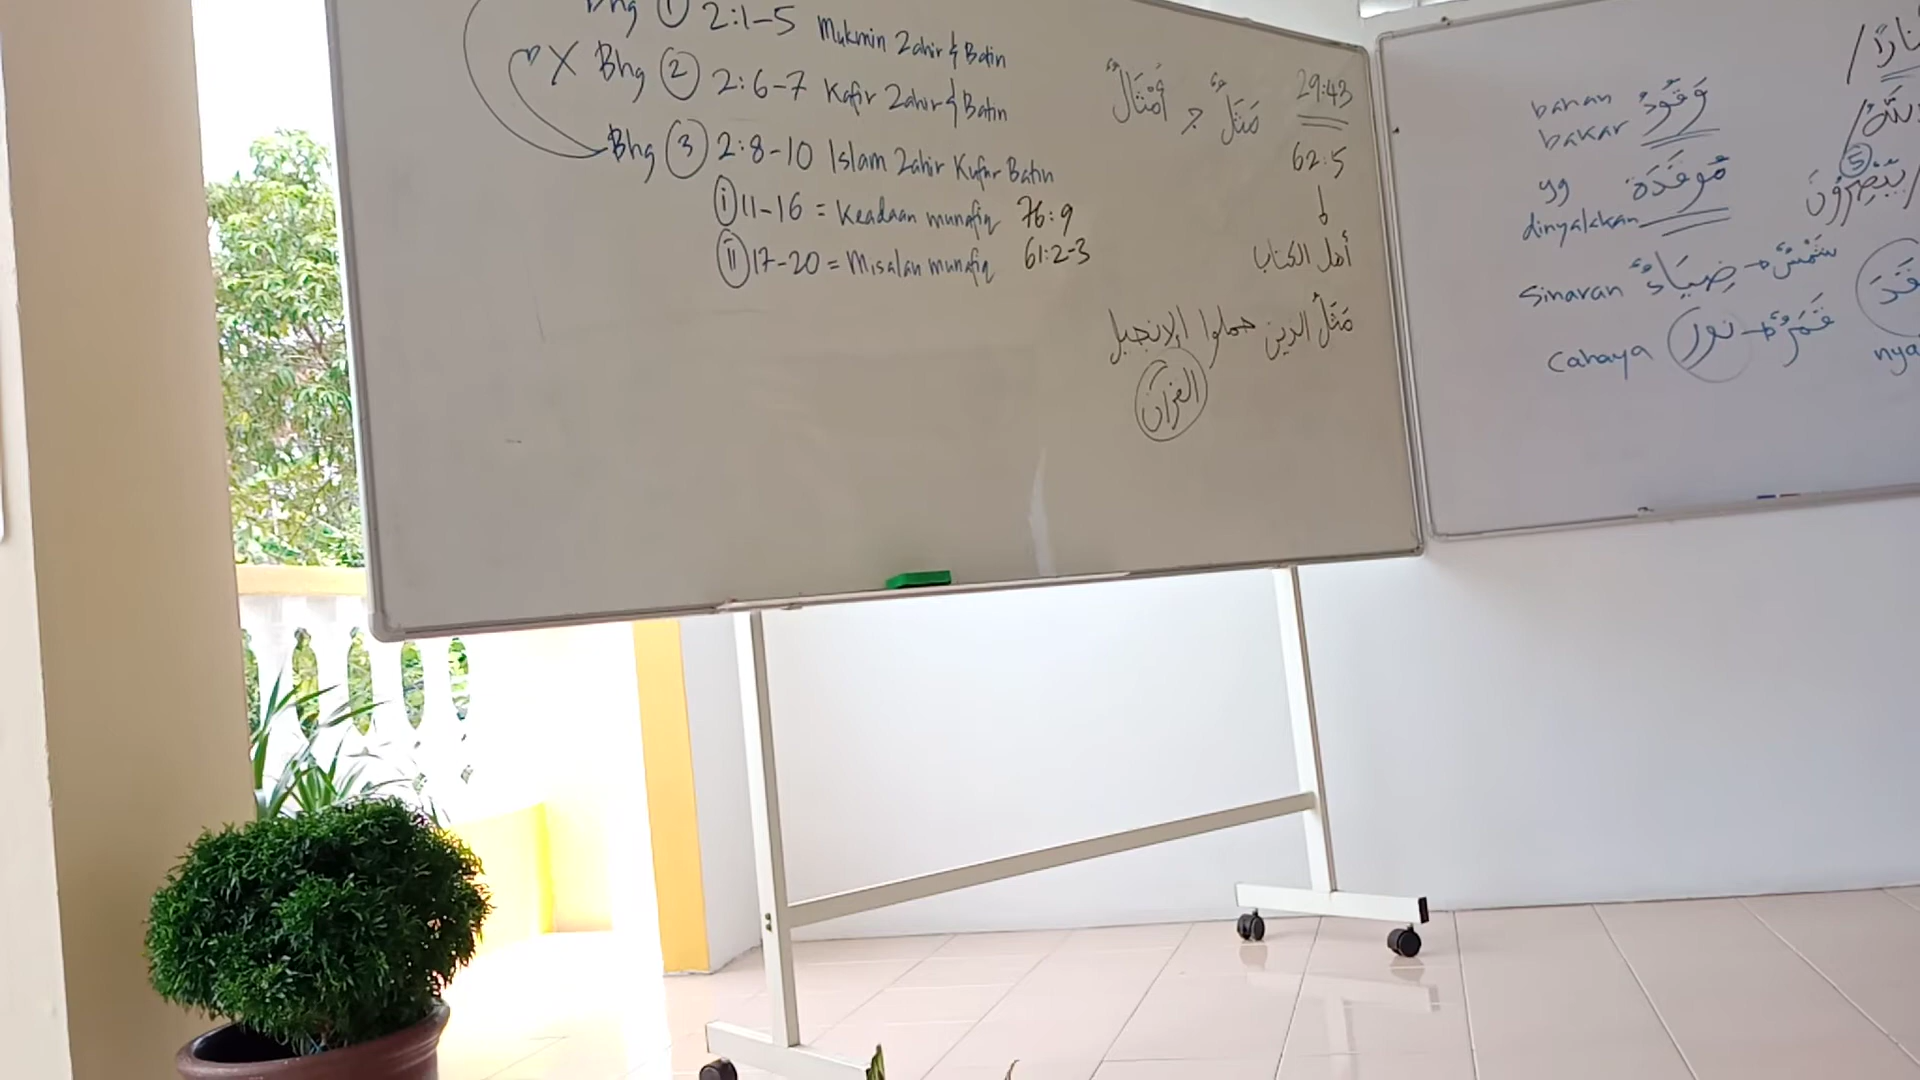 Bhg ① 2:1-5 Mukmin Zahir & Batin
X Bhg ② 2:6-7 Kafir Zahir & Batin
Bhg ③ 2:8-10 Islam Zahir Kufur Batin
(i) 11-16 = Keadaan munafiq 76:9
(ii) 17-20 = Misalan munafiq 61:2-3
29:43
مَثَلٌ ج أَمْثَالٌ
62:5
أهل الكتاب
مَثَلُ الذين حملوا الإنجيل
القرآن
bahan bakar وَقُودُ
yg dinyalakan مُوقَدَة
sinaran ضِيَاءٌ → شَمْسٌ
cahaya نور → قَمَرٌ
نارًا /
5
يُبْصِرُونَ /